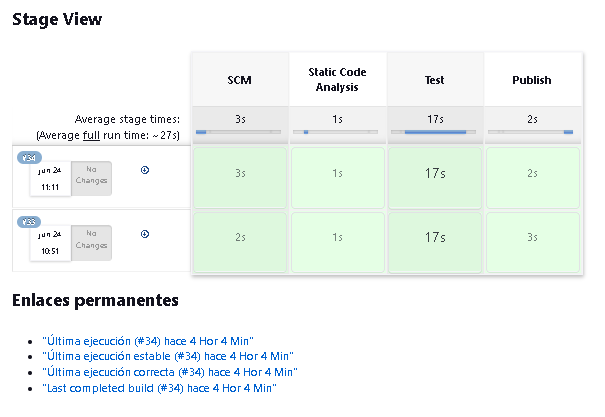 Stage View
SCM
Static Code
Analysis
Test
Publish
Average stage times:
3s
1s
17s
2s
(Average full run time: ~27s)
#34
jun 24
11:11
No
Changes
3s
1s
17s
2s
#33
jun 24
10:51
No
Changes
2s
1s
17s
3s
Enlaces permanentes
"Última ejecución (#34) hace 4 Hor 4 Min"
"Última ejecución estable (#34) hace 4 Hor 4 Min"
"Última ejecución correcta (#34) hace 4 Hor 4 Min"
"Last completed build (#34) hace 4 Hor 4 Min"